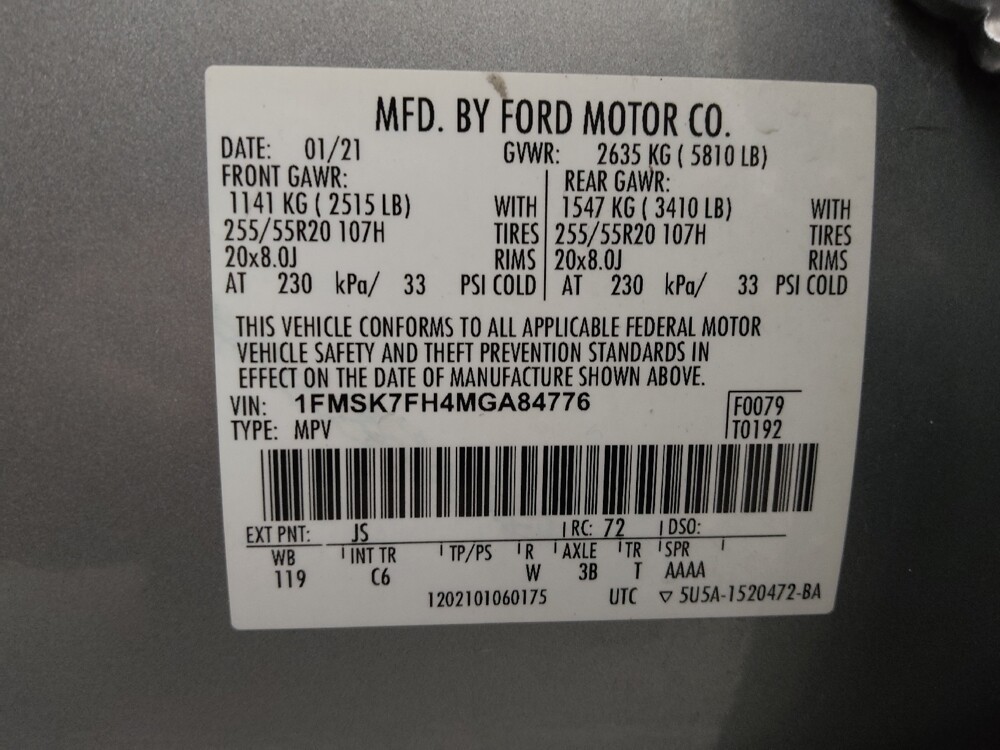 MFD. BY FORD MOTOR CO.
DATE: 01/21 GVWR: 2635 KG ( 5810 LB)
FRONT GAWR: REAR GAWR:
1141 KG ( 2515 LB) WITH 1547 KG ( 3410 LB) WITH
255/55R20 107H TIRES 255/55R20 107H TIRES
20x8.0J RIMS 20x8.0J RIMS
AT 230 kPa/ 33 PSI COLD AT 230 kPa/ 33 PSI COLD
THIS VEHICLE CONFORMS TO ALL APPLICABLE FEDERAL MOTOR
VEHICLE SAFETY AND THEFT PREVENTION STANDARDS IN
EFFECT ON THE DATE OF MANUFACTURE SHOWN ABOVE.
VIN: 1FMSK7FH4MGA84776 F0079
TYPE: MPV T0192
EXT PNT: JS RC: 72 DSO:
WB INT TR TP/PS R AXLE TR SPR
119 C6 W 3B T AAAA
1202101060175 UTC ▽ 5U5A-1520472-BA